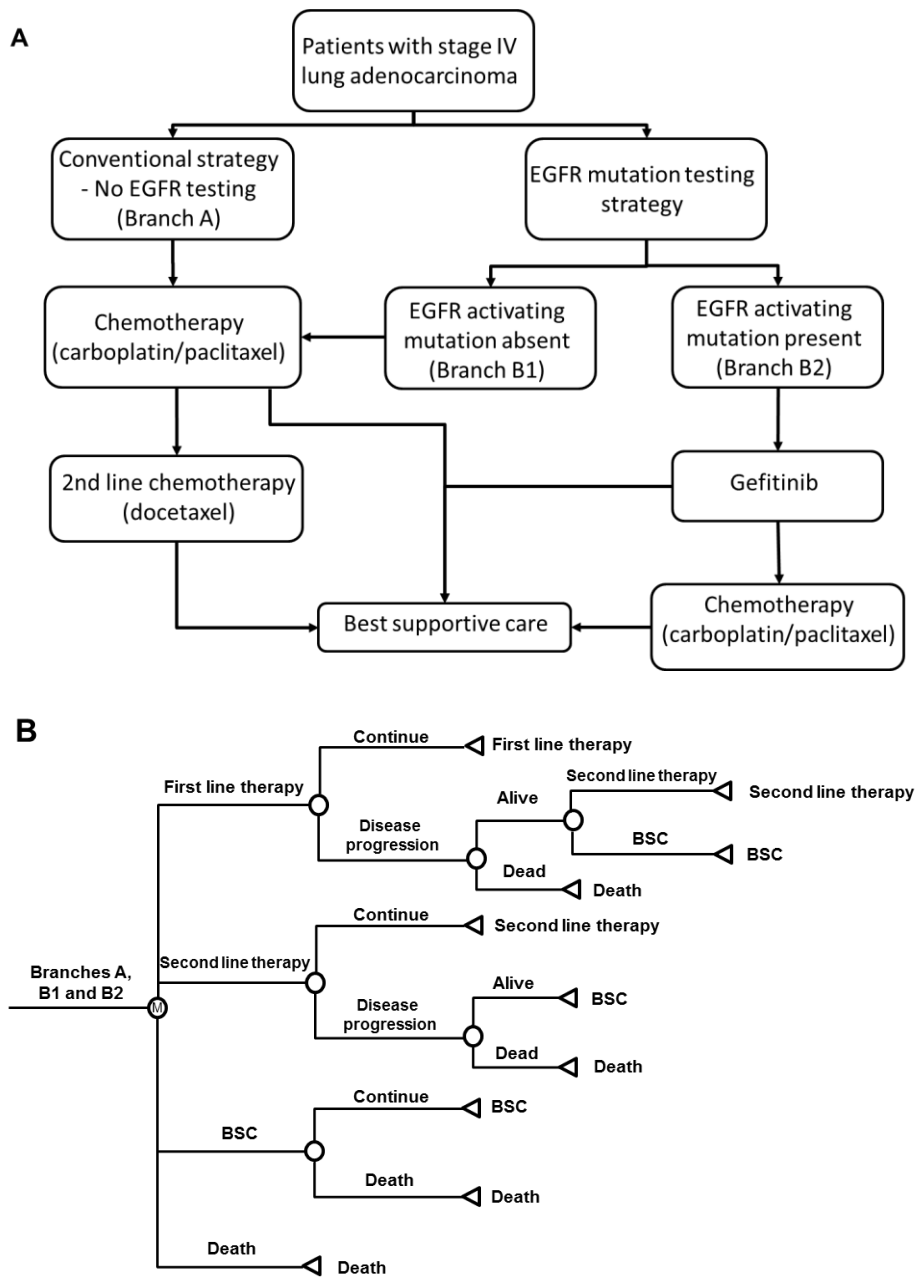 A
Patients with stage IV
lung adenocarcinoma
Conventional strategy
- No EGFR testing
(Branch A)
EGFR mutation testing
strategy
Chemotherapy
(carboplatin/paclitaxel)
EGFR activating
mutation absent
(Branch B1)
EGFR activating
mutation present
(Branch B2)
2nd line chemotherapy
(docetaxel)
Gefitinib
Best supportive care
Chemotherapy
(carboplatin/paclitaxel)
B
Continue
First line therapy
First line therapy
Second line therapy
Second line therapy
Alive
Disease
progression
BSC
BSC
Dead
Death
Continue
Second line therapy
Second line therapy
Branches A,
B1 and B2
M
Alive
BSC
Disease
progression
Dead
Death
Continue
BSC
BSC
Death
Death
Death
Death